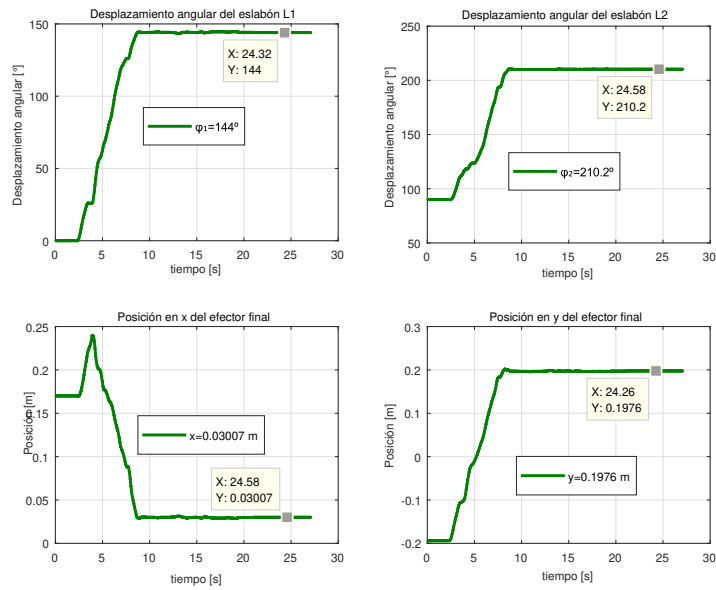 Desplazamiento angular del eslabón L1
Desplazamiento angular [°]
150
100
50
0
0 5 10 15 20 25 30
tiempo [s]
X: 24.32
Y: 144
φ₁=144º
Desplazamiento angular del eslabón L2
Desplazamiento angular [°]
250
200
150
100
50
0 5 10 15 20 25 30
tiempo [s]
X: 24.58
Y: 210.2
φ₂=210.2º
Posición en x del efector final
Posición [m]
0.25
0.2
0.15
0.1
0.05
0
0 5 10 15 20 25 30
tiempo [s]
x=0.03007 m
X: 24.58
Y: 0.03007
Posición en y del efector final
Posición [m]
0.3
0.2
0.1
0
-0.1
-0.2
0 5 10 15 20 25 30
tiempo [s]
X: 24.26
Y: 0.1976
y=0.1976 m